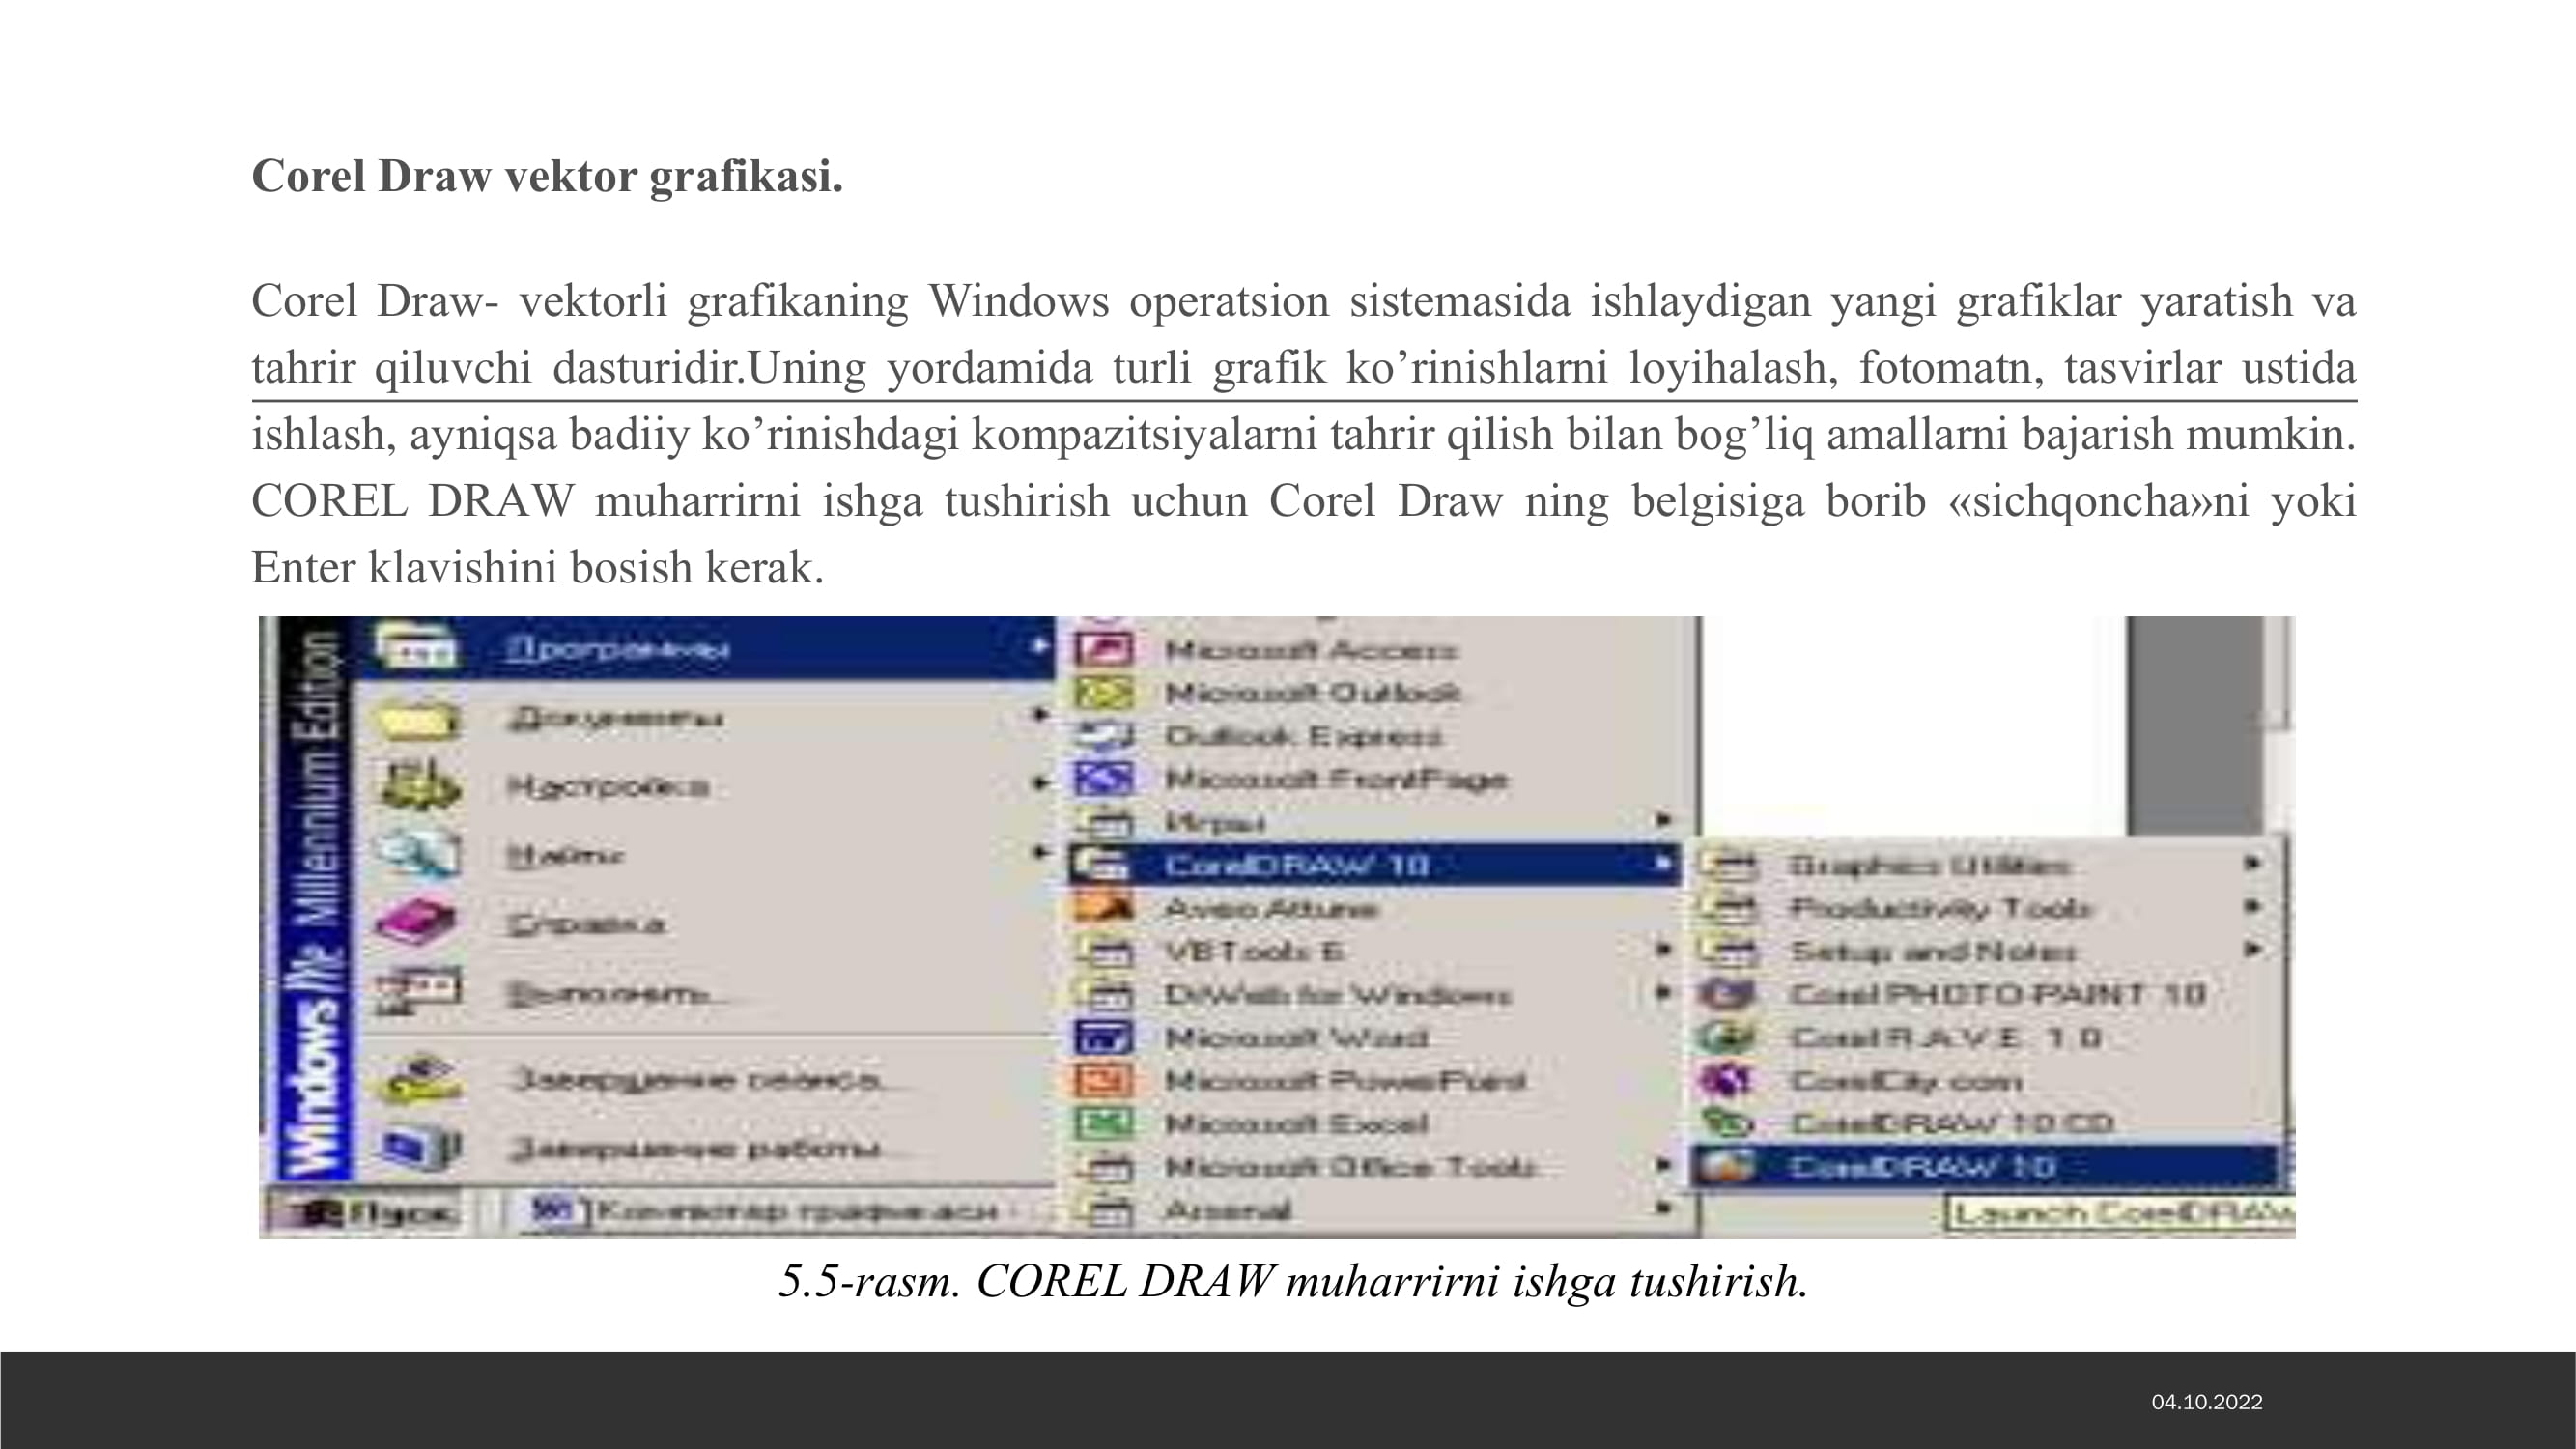 Corel Draw vektor grafikasi.
Corel Draw- vektorli grafikaning Windows operatsion sistemasida ishlaydigan yangi grafiklar yaratish va
tahrir qiluvchi dasturidir.Uning yordamida turli grafik ko’rinishlarni loyihalash, fotomatn, tasvirlar ustida
ishlash, ayniqsa badiiy ko’rinishdagi kompazitsiyalarni tahrir qilish bilan bog’liq amallarni bajarish mumkin.
COREL DRAW muharrirni ishga tushirish uchun Corel Draw ning belgisiga borib «sichqoncha»ni yoki
Enter klavishini bosish kerak.
Windows Me Millennium Edition
Программы
Документы
Настройка
Найти
Справка
Выполнить...
Завершение сеанса...
Завершение работы...
Пуск
Microsoft Access
Microsoft Outlook
Outlook Express
Microsoft FrontPage
Игры
CorelDRAW 10
VBTools 6
DrWeb for Windows
Microsoft Word
Microsoft PowerPoint
Microsoft Excel
Microsoft Office Tools
Arsenal
Graphics Utilities
Productivity Tools
Setup and Notes
Corel PHOTO-PAINT 10
Corel R.A.V.E. 1.0
CorelCity.com
CorelDRAW 10 CD
CorelDRAW 10
Launch CorelDRAW
5.5-rasm. COREL DRAW muharrirni ishga tushirish.
04.10.2022